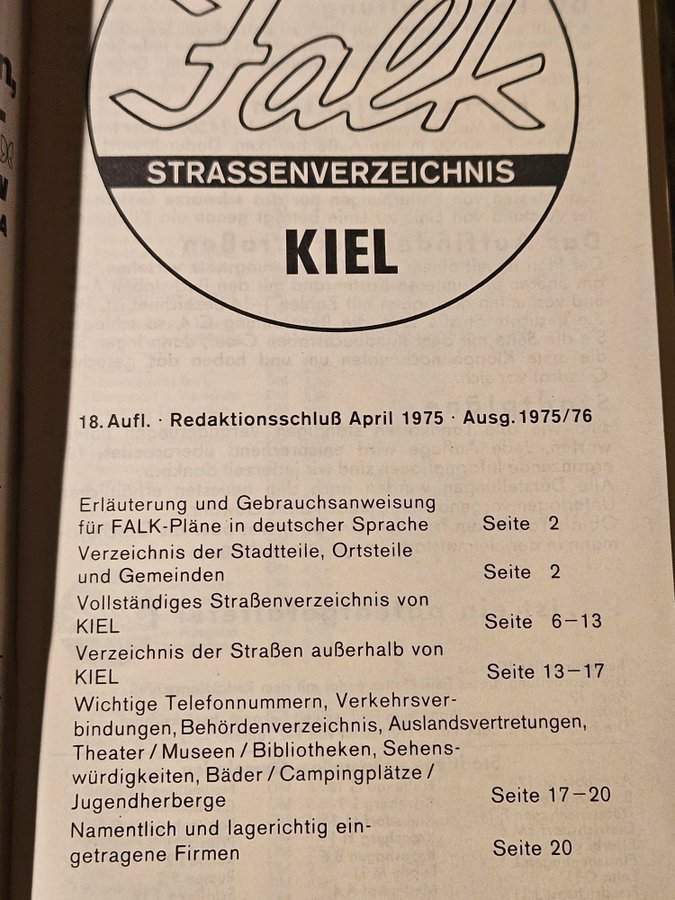 Falk
STRASSENVERZEICHNIS
KIEL
18. Aufl. · Redaktionsschluß April 1975 · Ausg. 1975/76
Erläuterung und Gebrauchsanweisung
für FALK-Pläne in deutscher Sprache Seite 2
Verzeichnis der Stadtteile, Ortsteile
und Gemeinden Seite 2
Vollständiges Straßenverzeichnis von
KIEL Seite 6–13
Verzeichnis der Straßen außerhalb von
KIEL Seite 13–17
Wichtige Telefonnummern, Verkehrsver-
bindungen, Behördenverzeichnis, Auslandsvertretungen,
Theater / Museen / Bibliotheken, Sehens-
würdigkeiten, Bäder / Campingplätze /
Jugendherberge Seite 17–20
Namentlich und lagerichtig ein-
getragene Firmen Seite 20